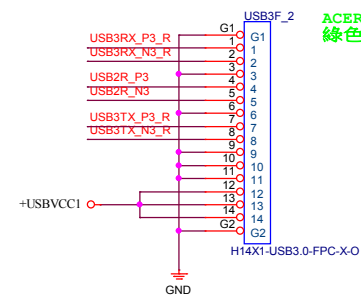 USB3F_2
ACER
綠色
G1 G1
USB3RX_P3_R 1 1
USB3RX_N3_R 2 2
3 3
USB2R_P3 4 4
USB2R_N3 5 5
6 6
USB3TX_P3_R 7 7
USB3TX_N3_R 8 8
9 9
10 10
11 11
12 12
+USBVCC1 13 13
14 14
G2 G2
H14X1-USB3.0-FPC-X-O
GND